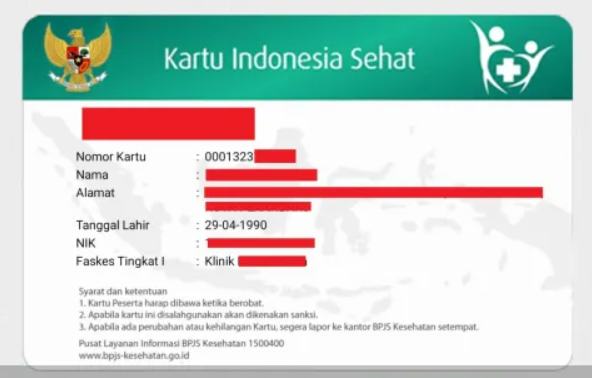 Kartu Indonesia Sehat
Nomor Kartu : 0001323
Nama :
Alamat :
Tanggal Lahir : 29-04-1990
NIK :
Faskes Tingkat I : Klinik
Syarat dan ketentuan
1. Kartu Peserta harap dibawa ketika berobat.
2. Apabila kartu ini disalahgunakan akan dikenakan sanksi.
3. Apabila ada perubahan atau kehilangan Kartu, segera lapor ke kantor BPJS Kesehatan setempat.
Pusat Layanan Informasi BPJS Kesehatan 1500400
www.bpjs-kesehatan.go.id